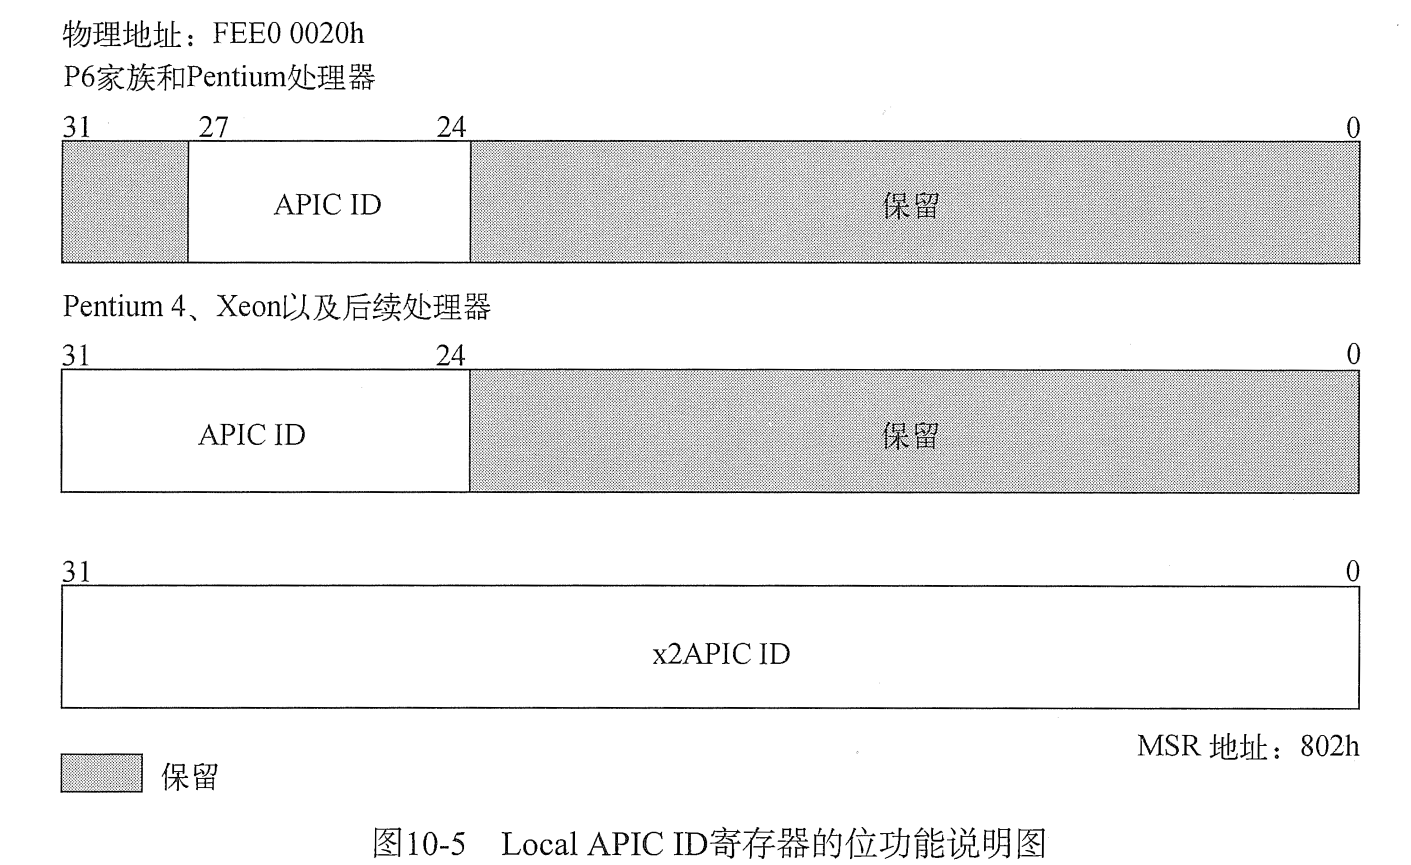 物理地址：FEE0 0020h
P6家族和Pentium处理器
31 27 24 0
APIC ID 保留
Pentium 4、Xeon以及后续处理器
31 24 0
APIC ID 保留
31 0
x2APIC ID
MSR 地址：802h
保留
图10-5 Local APIC ID寄存器的位功能说明图